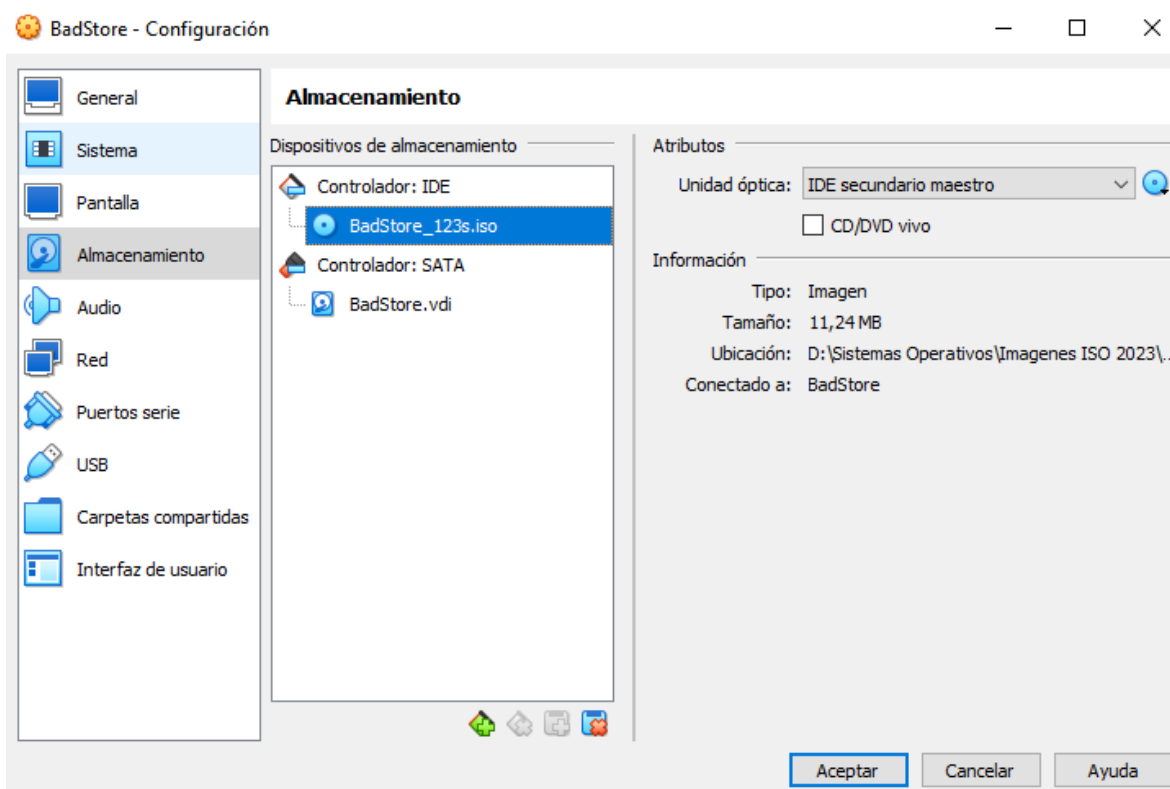 BadStore - Configuración
General
Sistema
Pantalla
Almacenamiento
Audio
Red
Puertos serie
USB
Carpetas compartidas
Interfaz de usuario
Almacenamiento
Dispositivos de almacenamiento
Controlador: IDE
BadStore_123s.iso
Controlador: SATA
BadStore.vdi
Atributos
Unidad óptica: IDE secundario maestro
CD/DVD vivo
Información
Tipo: Imagen
Tamaño: 11,24 MB
Ubicación: D:\Sistemas Operativos\Imagenes ISO 2023\..
Conectado a: BadStore
Aceptar Cancelar Ayuda